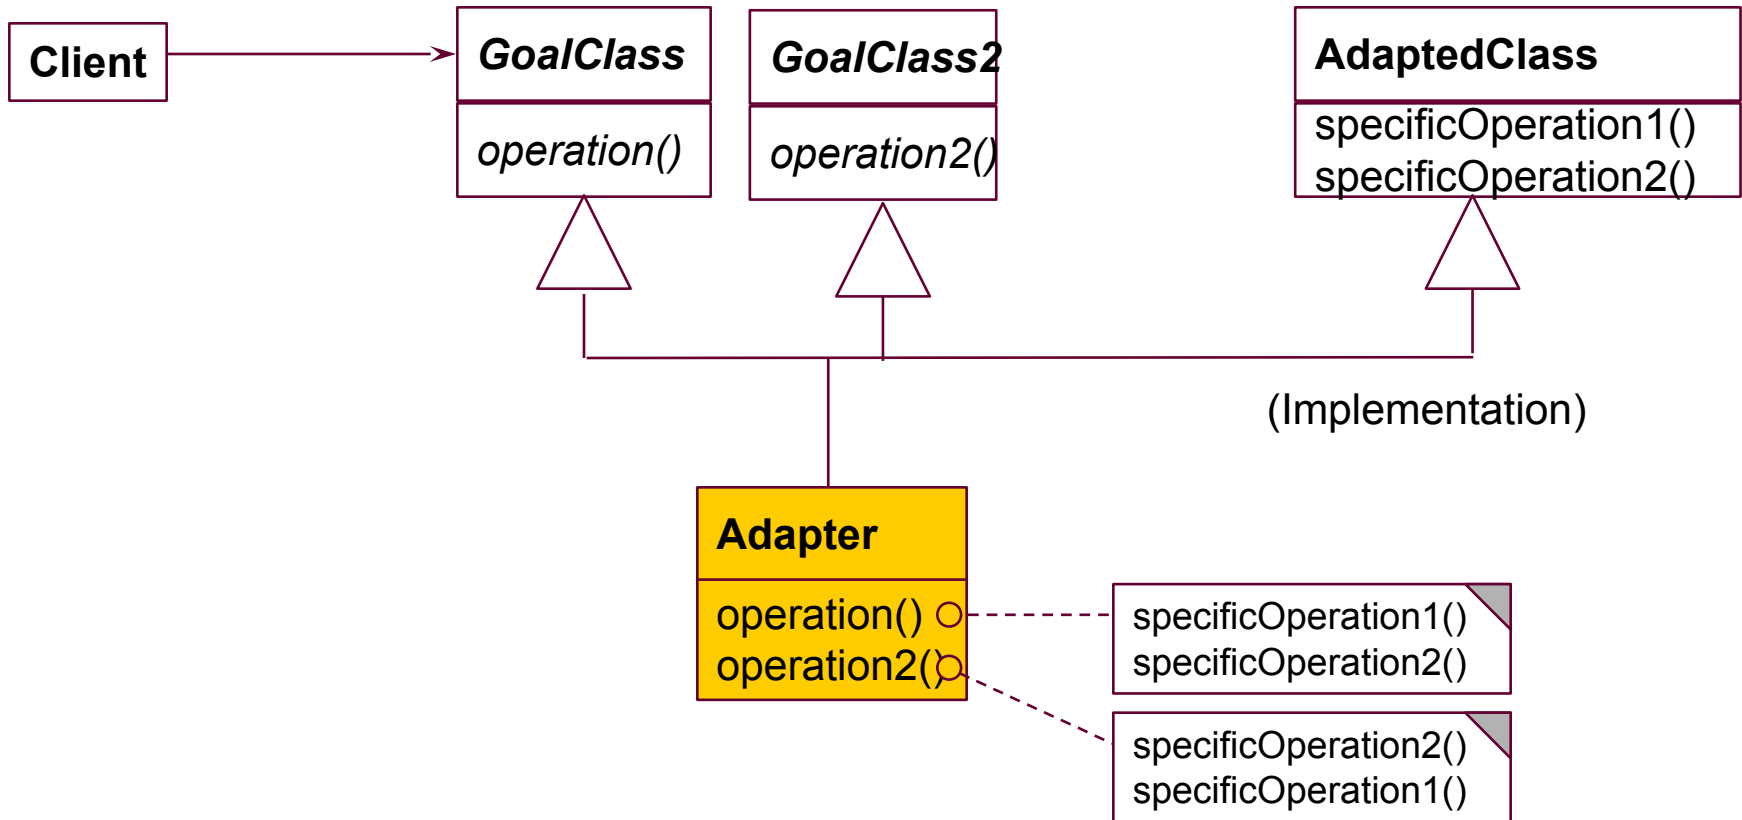 Client
GoalClass
operation()
GoalClass2
operation2()
AdaptedClass
specificOperation1()
specificOperation2()
(Implementation)
Adapter
operation()
operation2()
specificOperation1()
specificOperation2()
specificOperation2()
specificOperation1()